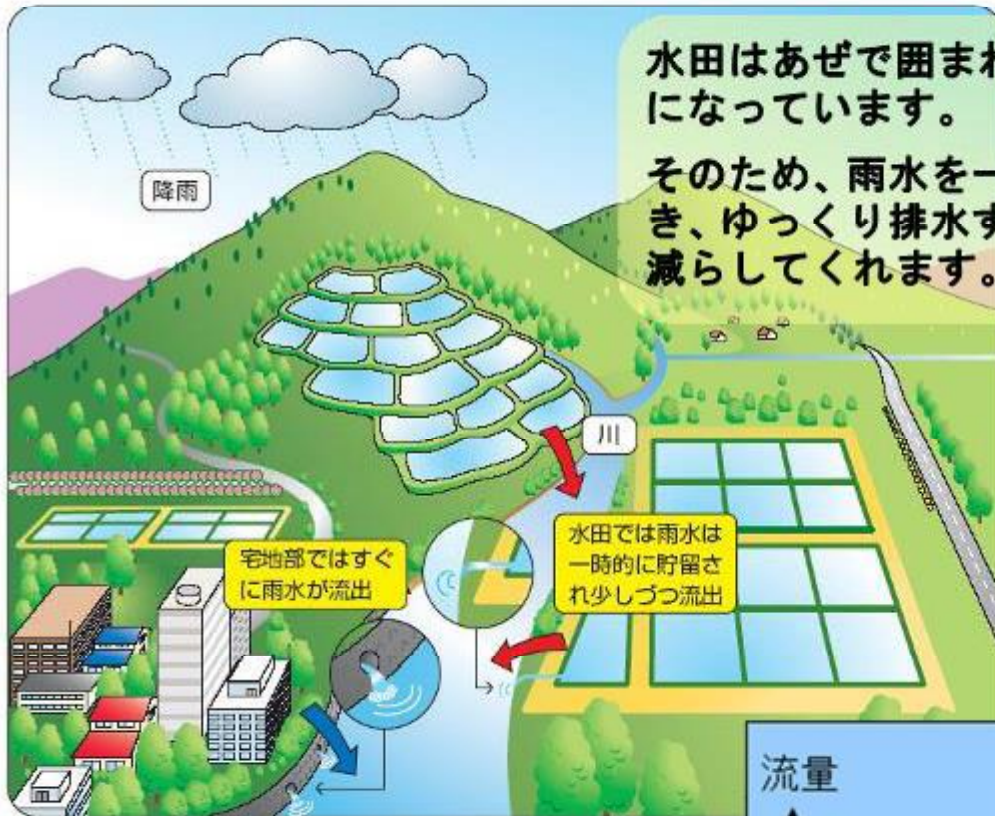 水田はあぜで囲まれ
になっています。
そのため、雨水を一
き、ゆっくり排水す
減らしてくれます。
降雨
川
宅地部ではすぐ
に雨水が流出
水田では雨水は
一時的に貯留さ
れ少しづつ流出
流量